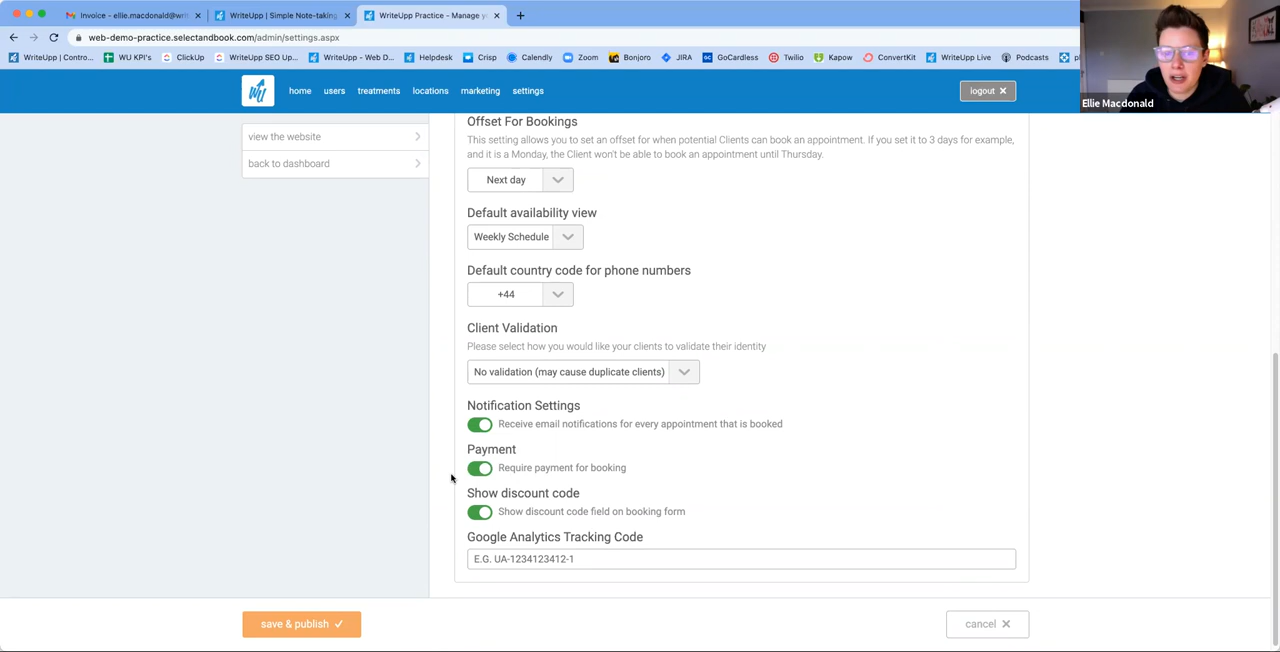 Invoice - ellie.macdonald@wri
WriteUpp | Simple Note-taking
WriteUpp Practice - Manage y
web-demo-practice.selectandbook.com/admin/settings.aspx
WriteUpp | Contro...
WU KPI's
ClickUp
WriteUpp SEO Up...
WriteUpp - Web D...
Helpdesk
Crisp
Calendly
Zoom
Bonjoro
JIRA
GoCardless
Twilio
Kapow
ConvertKit
WriteUpp Live
Podcasts
WU
home
users
treatments
locations
marketing
settings
logout
Ellie Macdonald
view the website
back to dashboard
Offset For Bookings
This setting allows you to set an offset for when potential Clients can book an appointment. If you set it to 3 days for example,
and it is a Monday, the Client won't be able to book an appointment until Thursday.
Next day
Default availability view
Weekly Schedule
Default country code for phone numbers
+44
Client Validation
Please select how you would like your clients to validate their identity
No validation (may cause duplicate clients)
Notification Settings
Receive email notifications for every appointment that is booked
Payment
Require payment for booking
Show discount code
Show discount code field on booking form
Google Analytics Tracking Code
E.G. UA-1234123412-1
save & publish
cancel